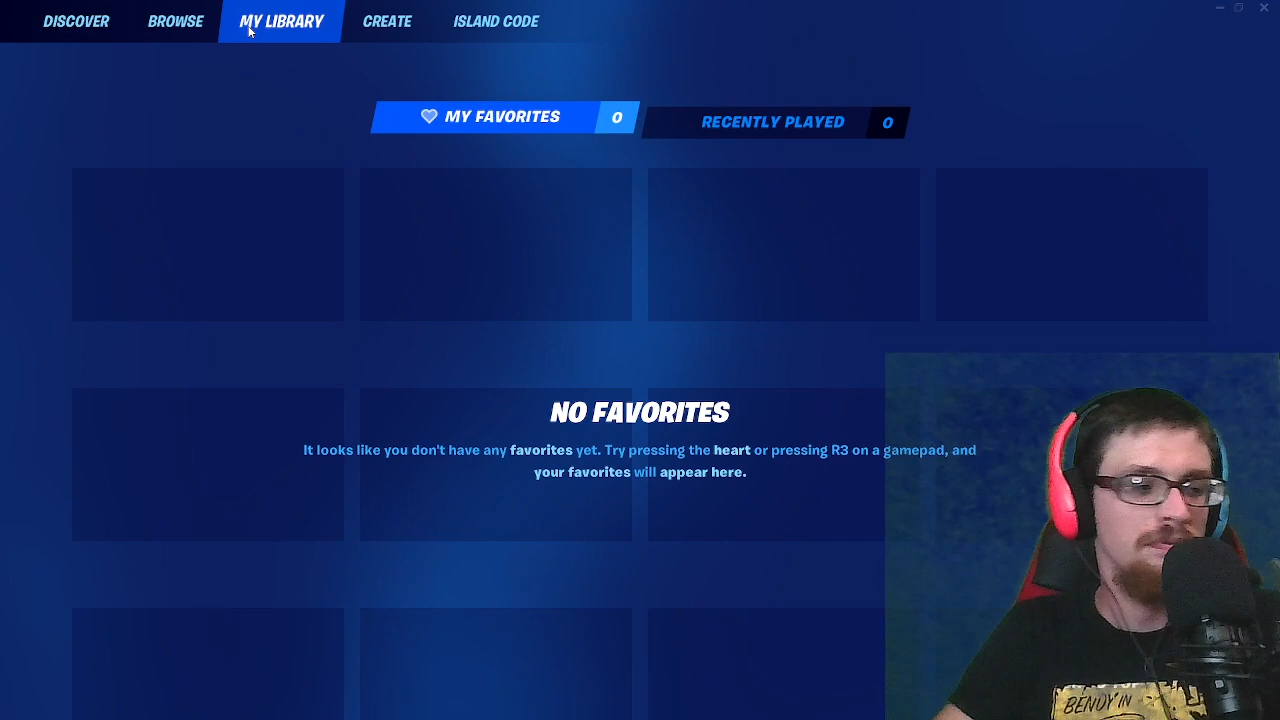 DISCOVER
BROWSE
MY LIBRARY
CREATE
ISLAND CODE
MY FAVORITES 0
RECENTLY PLAYED 0
NO FAVORITES
It looks like you don't have any favorites yet. Try pressing the heart or pressing R3 on a gamepad, and
your favorites will appear here.
BENDY IN